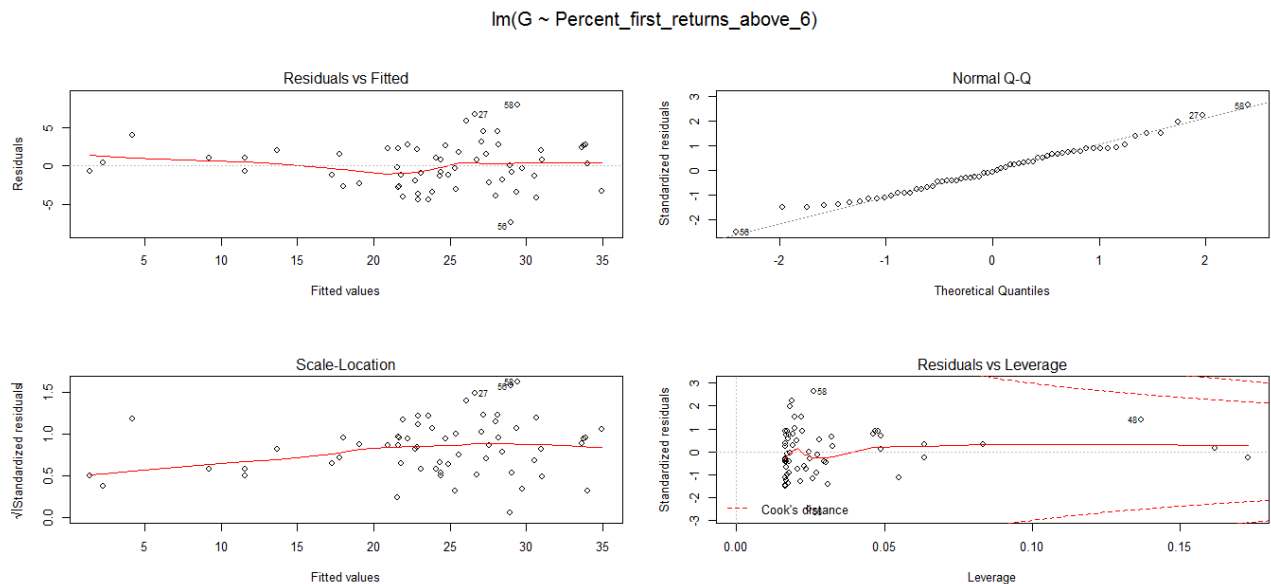 lm(G ~ Percent_first_returns_above_6)
Residuals vs Fitted
Residuals
5
0
-5
58
27
56
5 10 15 20 25 30 35
Fitted values
Normal Q-Q
Standardized residuals
3
2
1
0
-1
-2
27
58
56
-2 -1 0 1 2
Theoretical Quantiles
Scale-Location
√|Standardized residuals|
1.5
1.0
0.5
0.0
58
56
27
5 10 15 20 25 30 35
Fitted values
Residuals vs Leverage
Standardized residuals
3
2
1
0
-1
-2
-3
58
48
56
Cook's distance
0.00 0.05 0.10 0.15
Leverage